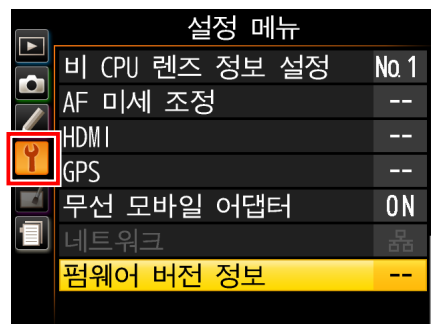 설정 메뉴
비 CPU 렌즈 정보 설정 No. 1
AF 미세 조정 --
HDMI --
GPS --
무선 모바일 어댑터 ON
네트워크
펌웨어 버전 정보 --